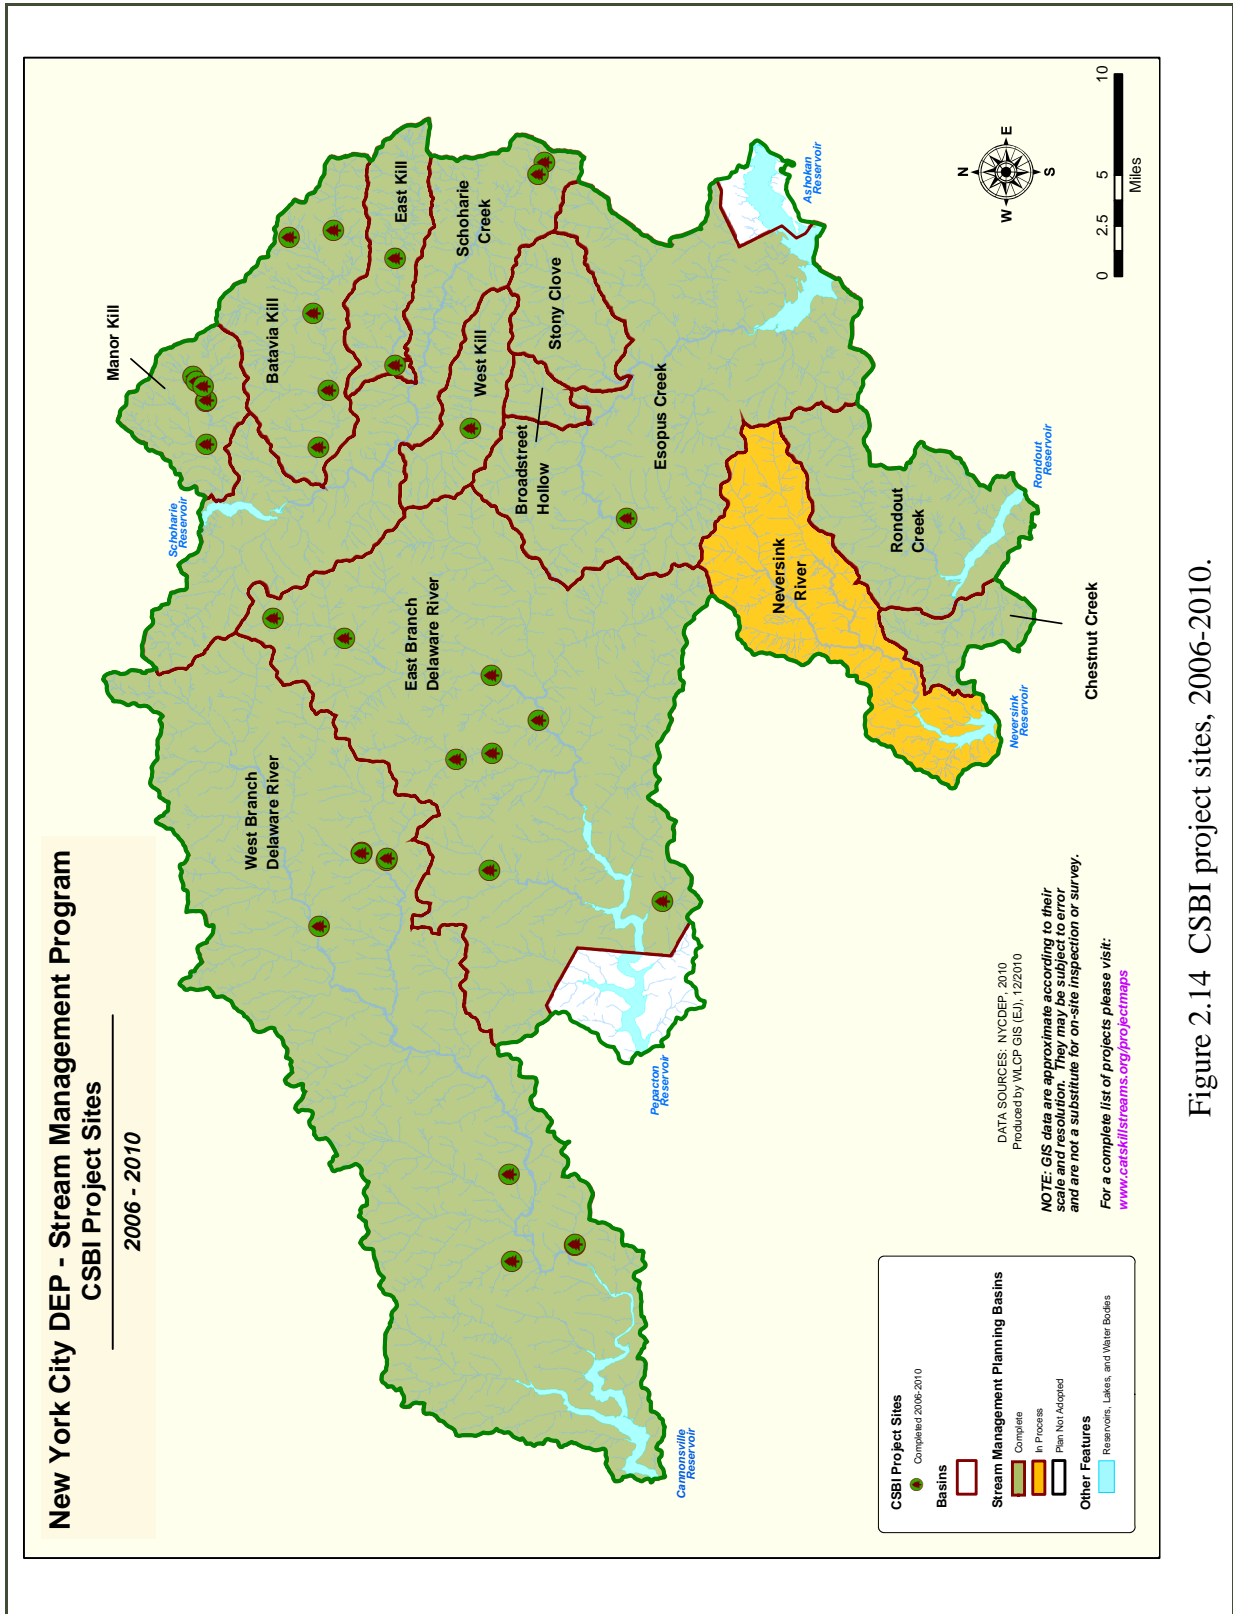 New York City DEP - Stream Management Program
CSBI Project Sites
2006 - 2010
Manor Kill
Schoharie
Reservoir
Batavia Kill
East Kill
Schoharie
Creek
West Kill
Stony Clove
Broadstreet
Hollow
Esopus Creek
Ashokan
Reservoir
West Branch
Delaware River
East Branch
Delaware River
Neversink
River
Rondout
Creek
Rondout
Reservoir
Chestnut Creek
Neversink
Reservoir
Pepacton
Reservoir
Cannonsville
Reservoir
N
W
E
S
0
2.5
5
10
Miles
CSBI Project Sites
Completed 2006-2010
Basins
Stream Management Planning Basins
Complete
In Process
Plan Not Adopted
Other Features
Reservoirs, Lakes, and Water Bodies
DATA SOURCES: NYCDEP, 2010
Produced by WLCP GIS (EJ), 12/2010
NOTE: GIS data are approximate according to their
scale and resolution. They may be subject to error
and are not a substitute for on-site inspection or survey.
For a complete list of projects please visit:
www.catskillstreams.org/projectmaps
Figure 2.14 CSBI project sites, 2006-2010.